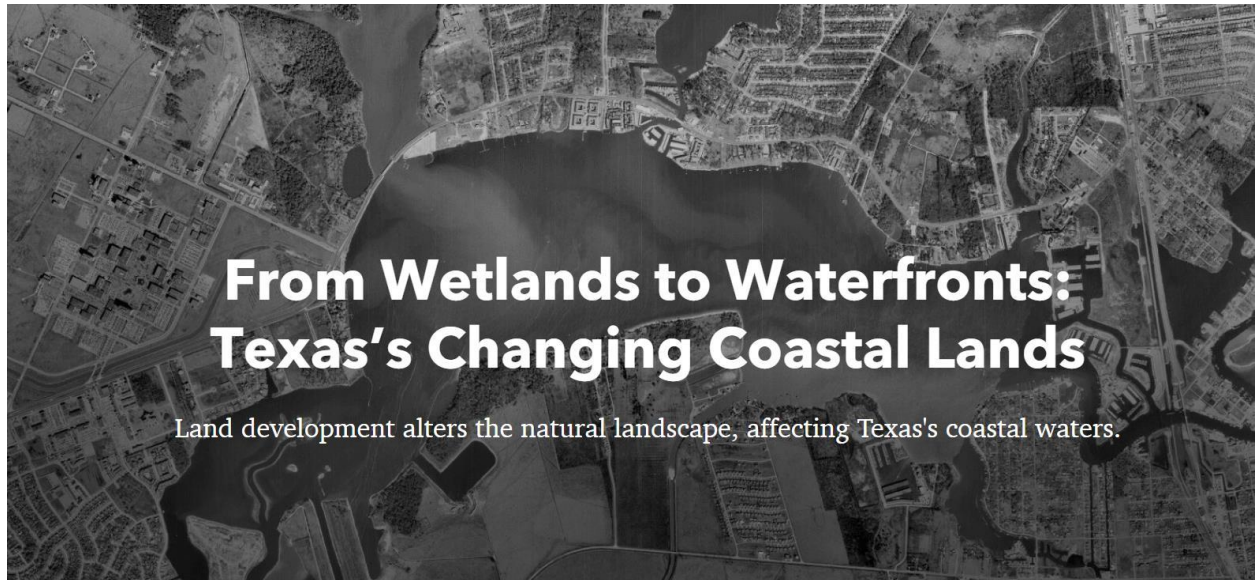 From Wetlands to Waterfronts:
Texas’s Changing Coastal Lands
Land development alters the natural landscape, affecting Texas's coastal waters.